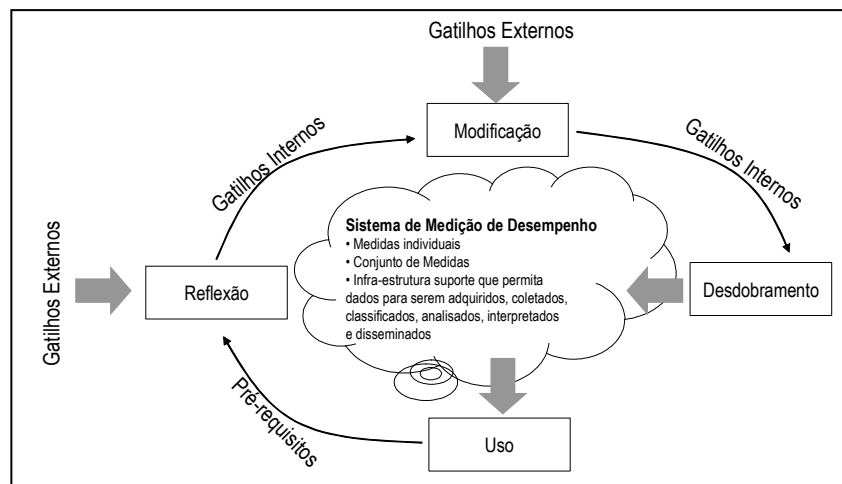 Gatilhos Externos
Modificação
Gatilhos Internos
Gatilhos Internos
Sistema de Medição de Desempenho
• Medidas individuais
• Conjunto de Medidas
• Infra-estrutura suporte que permita
dados para serem adquiridos, coletados,
classificados, analisados, interpretados
e disseminados
Gatilhos Externos
Reflexão
Desdobramento
Pré-requisitos
Uso